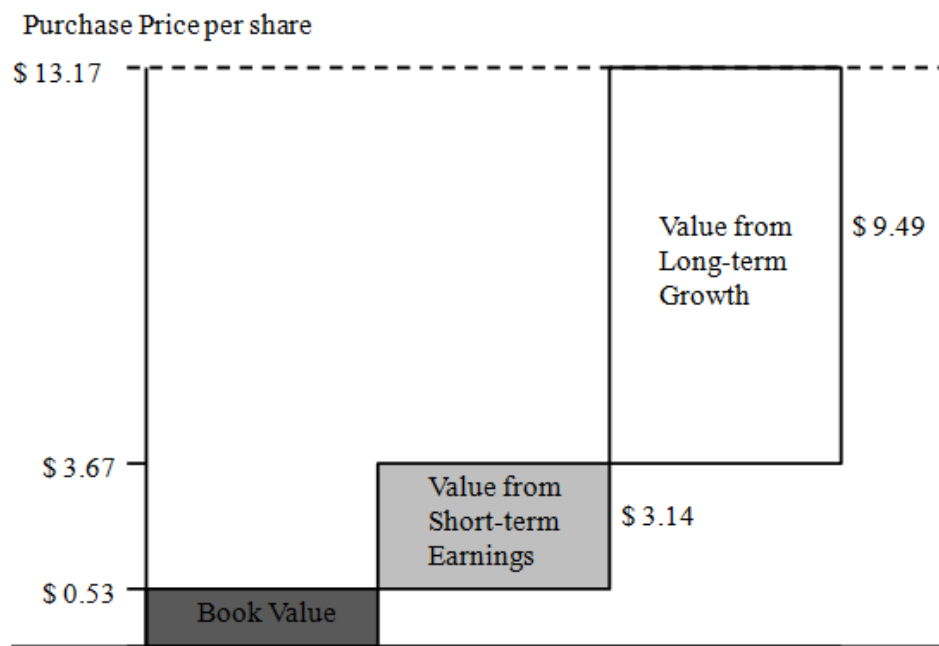 Purchase Price per share
$ 13.17
Value from
Long-term
Growth
$ 9.49
$ 3.67
Value from
Short-term
Earnings
$ 3.14
$ 0.53
Book Value